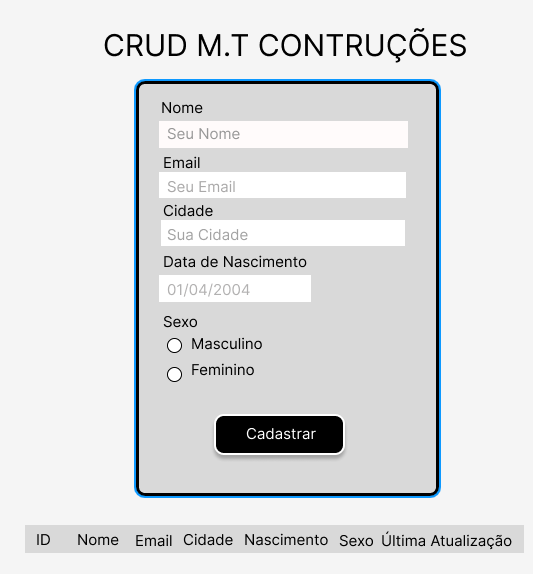 CRUD M.T CONTRUÇÕES
Nome
Seu Nome
Email
Seu Email
Cidade
Sua Cidade
Data de Nascimento
01/04/2004
Sexo
Masculino
Feminino
Cadastrar
ID Nome Email Cidade Nascimento Sexo Última Atualização